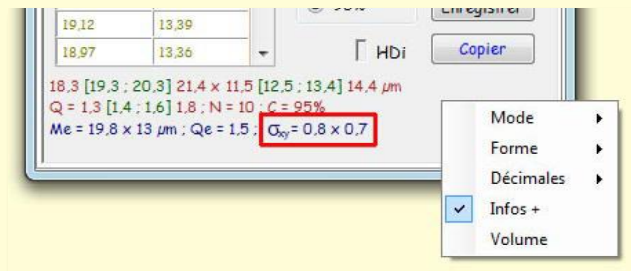 19,12 13,39
18,97 13,36
HDi
Copier
18,3 [19,3 ; 20,3] 21,4 x 11,5 [12,5 ; 13,4] 14,4 µm
Q = 1,3 [1,4 ; 1,6] 1,8 ; N = 10 ; C = 95%
Me = 19,8 x 13 µm ; Qe = 1,5 ; σxy= 0,8 x 0,7
Mode
Forme
Décimales
Infos +
Volume